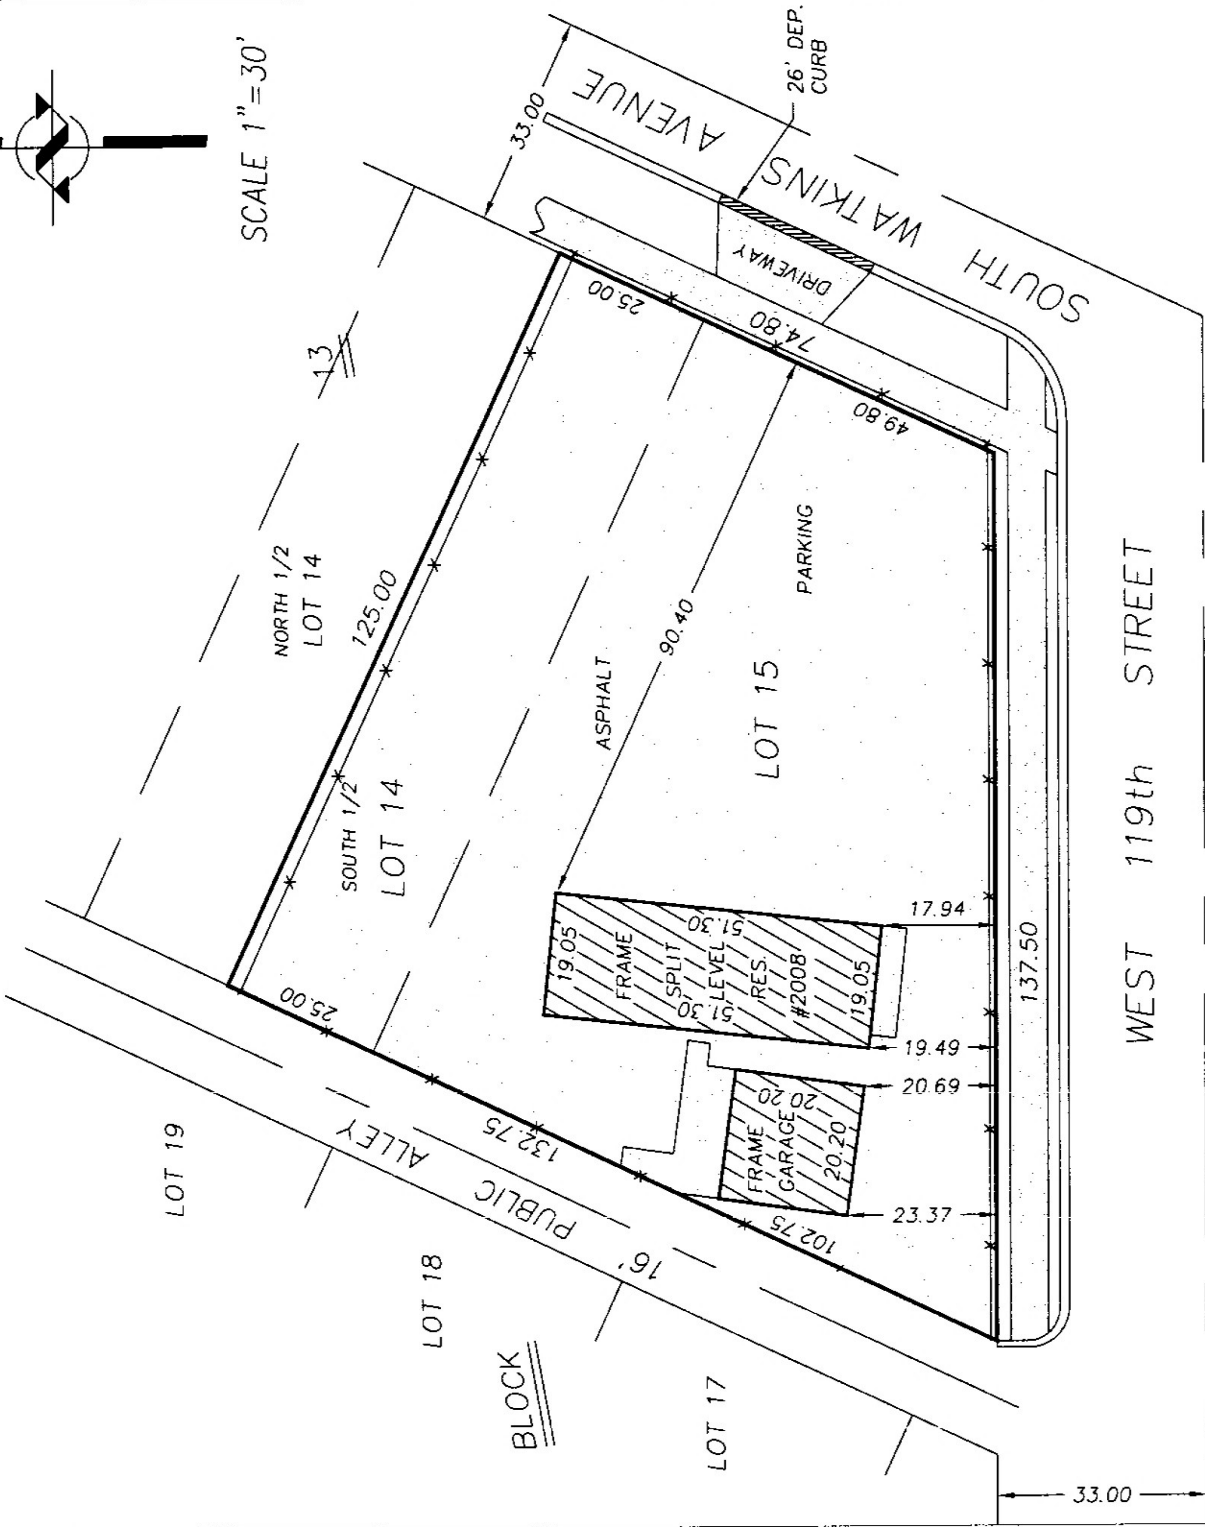 SCALE 1"=30'
33.00
AVENUE
WATKINS
SOUTH
26' DEP.
CURB
DRIVEWAY
13
NORTH 1/2
LOT 14
125.00
25.00
74.80
49.80
SOUTH 1/2
LOT 14
ASPHALT
PARKING
90.40
LOT 15
25.00
132.75
102.75
19.05
FRAME
SPLIT
LEVEL
RES.
#2008
51.30
51.30
19.05
17.94
19.49
20.69
23.37
FRAME
GARAGE
20.20
20.20
137.50
WEST 119th STREET
16' PUBLIC ALLEY
LOT 19
LOT 18
LOT 17
BLOCK
33.00